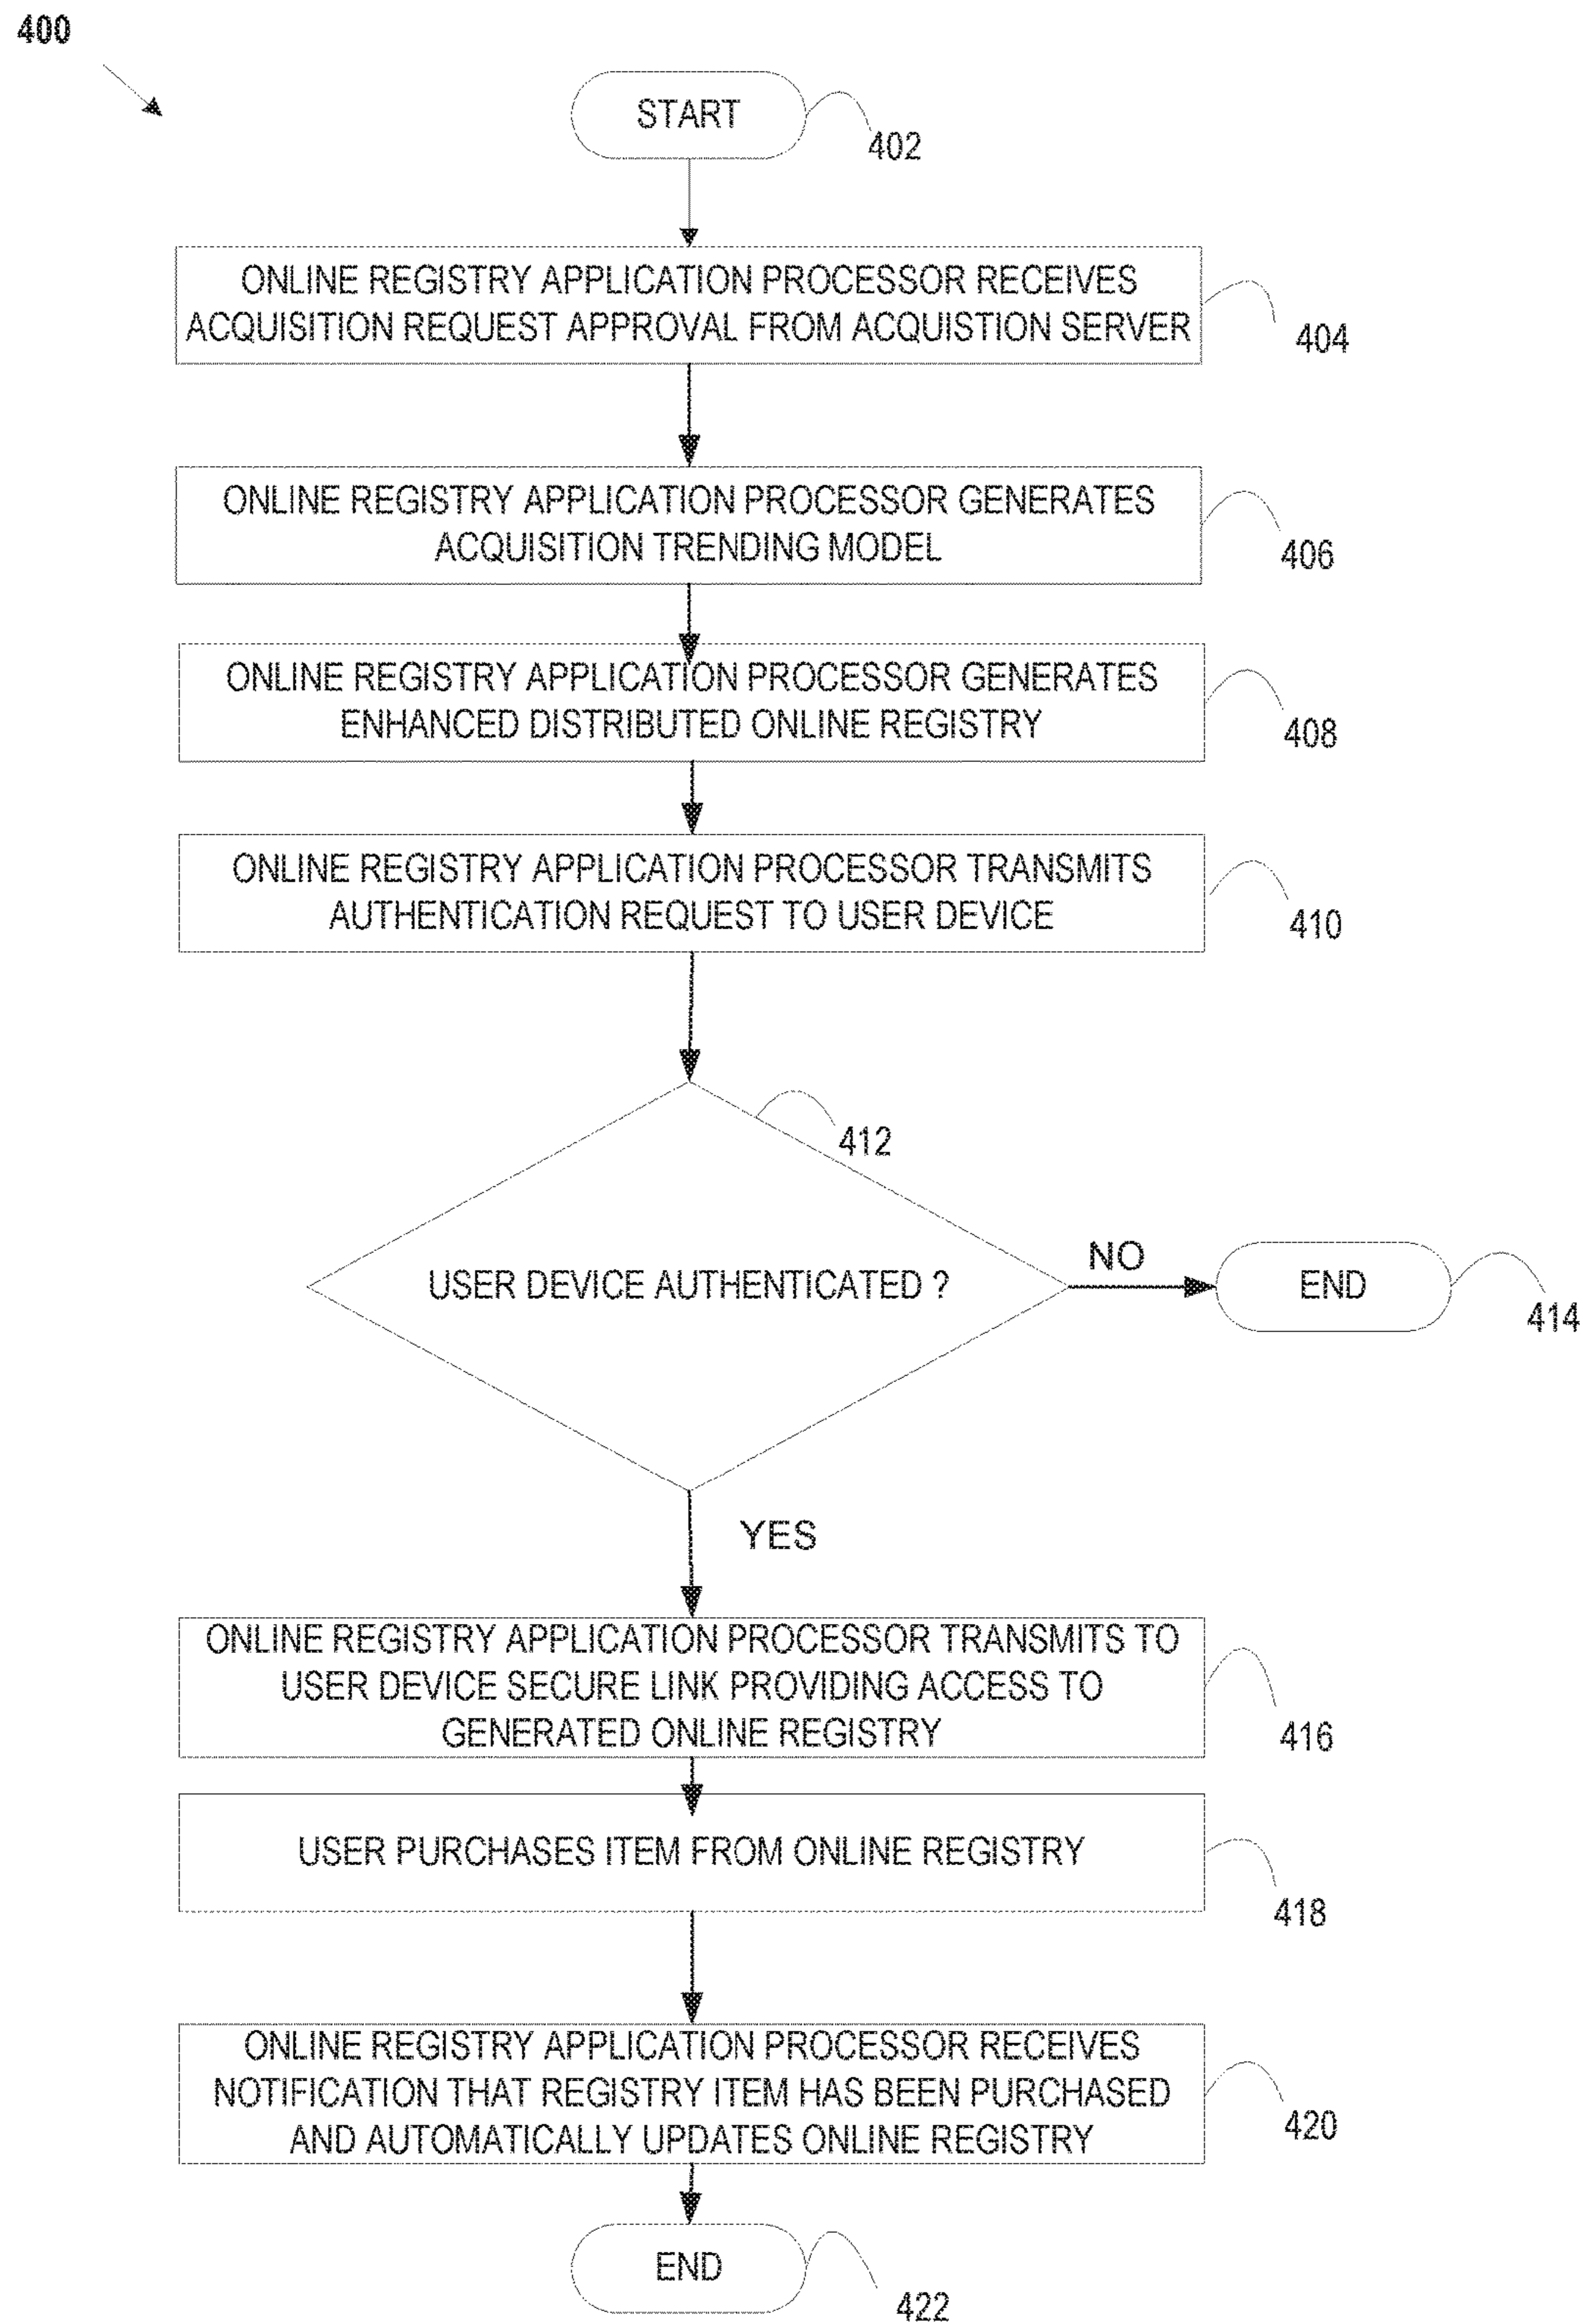 400
START
402
ONLINE REGISTRY APPLICATION PROCESSOR RECEIVES
ACQUISITION REQUEST APPROVAL FROM ACQUISTION SERVER
404
ONLINE REGISTRY APPLICATION PROCESSOR GENERATES
ACQUISITION TRENDING MODEL
406
ONLINE REGISTRY APPLICATION PROCESSOR GENERATES
ENHANCED DISTRIBUTED ONLINE REGISTRY
408
ONLINE REGISTRY APPLICATION PROCESSOR TRANSMITS
AUTHENTICATION REQUEST TO USER DEVICE
410
412
USER DEVICE AUTHENTICATED ?
NO
END
414
YES
ONLINE REGISTRY APPLICATION PROCESSOR TRANSMITS TO
USER DEVICE SECURE LINK PROVIDING ACCESS TO
GENERATED ONLINE REGISTRY
416
USER PURCHASES ITEM FROM ONLINE REGISTRY
418
ONLINE REGISTRY APPLICATION PROCESSOR RECEIVES
NOTIFICATION THAT REGISTRY ITEM HAS BEEN PURCHASED
AND AUTOMATICALLY UPDATES ONLINE REGISTRY
420
END
422